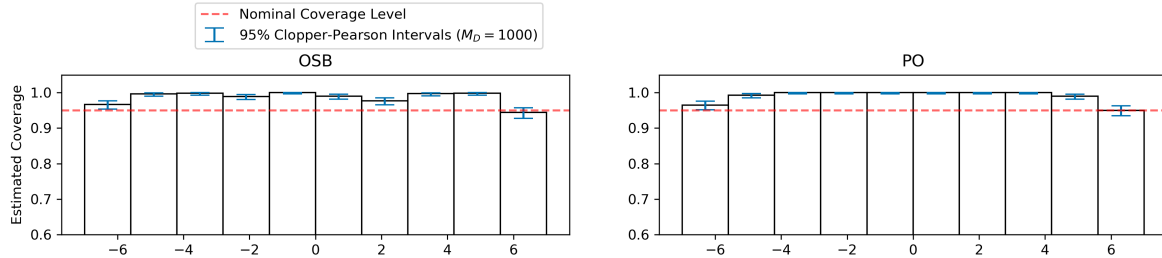 Nominal Coverage Level
95% Clopper-Pearson Intervals (M_D = 1000)
OSB
PO
Estimated Coverage
1.0
0.9
0.8
0.7
0.6
−6 −4 −2 0 2 4 6
1.0
0.9
0.8
0.7
0.6
−6 −4 −2 0 2 4 6